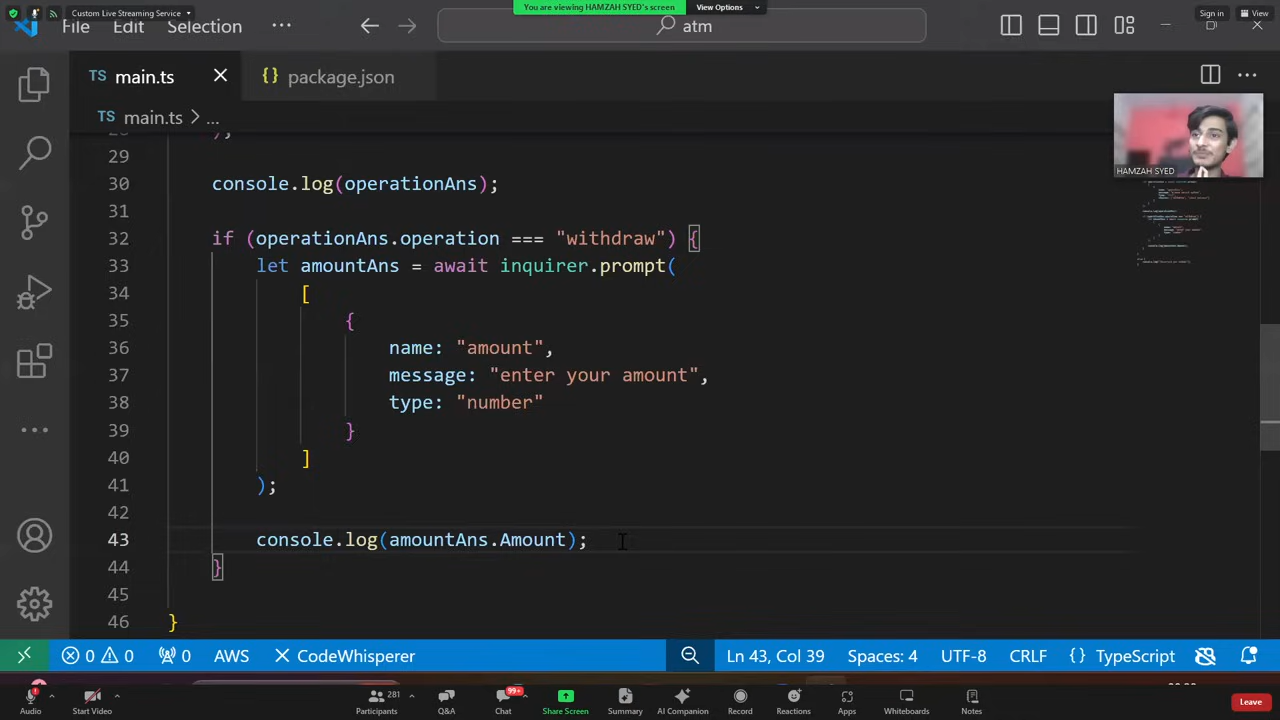 Custom Live Streaming Service
You are viewing HAMZAH SYED's screen
View Options
Sign in
View
File
Edit
Selection
atm
TS main.ts
{} package.json
TS main.ts > ...
29
30 console.log(operationAns);
31
32 if (operationAns.operation === "withdraw") {
33 let amountAns = await inquirer.prompt(
34 [
35 {
36 name: "amount",
37 message: "enter your amount",
38 type: "number"
39 }
40 ]
41 );
42
43 console.log(amountAns.Amount);
44 }
45
46 }
HAMZAH SYED
0 0 0 AWS CodeWhisperer Ln 43, Col 39 Spaces: 4 UTF-8 CRLF {} TypeScript
281
99+
Audio
Start Video
Participants
Q&A
Chat
Share Screen
Summary
AI Companion
Record
Reactions
Apps
Whiteboards
Notes
Leave